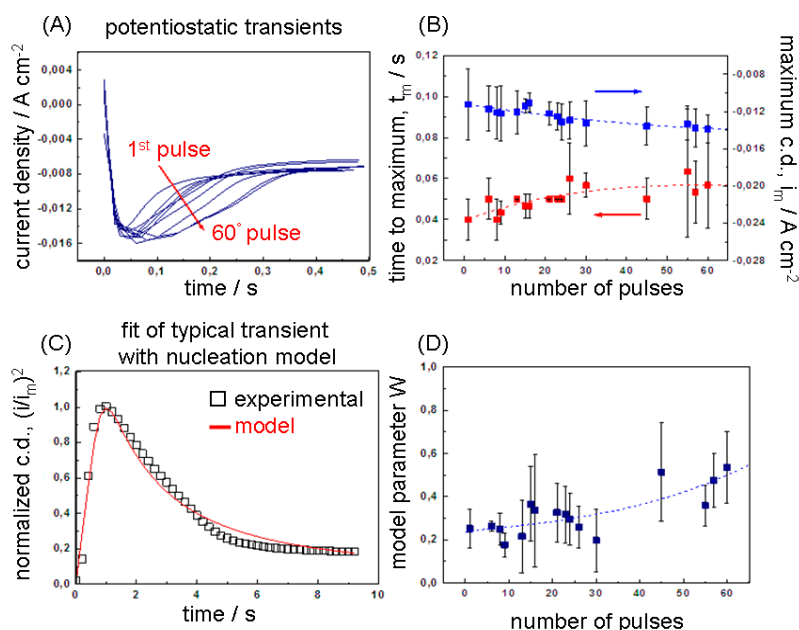 (A)
potentiostatic transients
0,004
0,000
-0,004
-0,008
-0,012
-0,016
current density / A cm-2
1st pulse
60° pulse
0,0 0,1 0,2 0,3 0,4 0,5
time / s
(B)
0,12
0,10
0,08
0,06
0,04
0,02
time to maximum, tm / s
-0,008
-0,012
-0,016
-0,020
-0,024
-0,028
maximum c.d., im / A cm-2
0 10 20 30 40 50 60
number of pulses
(C)
fit of typical transient
with nucleation model
1,2
1,0
0,8
0,6
0,4
0,2
0,0
normalized c.d., (i/im)2
experimental
model
0 2 4 6 8 10
time / s
(D)
1,0
0,8
0,6
0,4
0,2
0,0
model parameter W
0 10 20 30 40 50 60
number of pulses